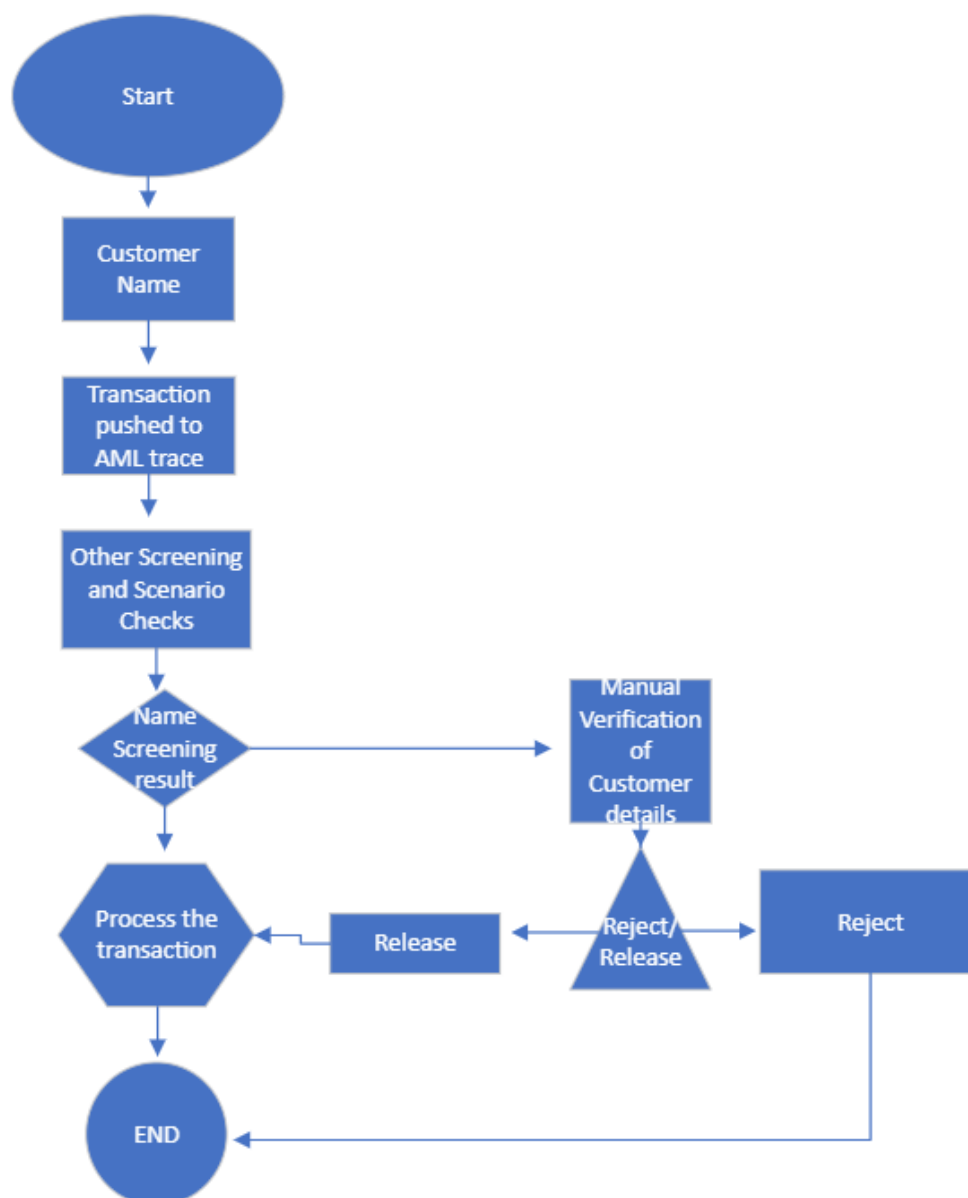 Start
Customer
Name
Transaction
pushed to
AML trace
Other Screening
and Scenario
Checks
Name
Screening
result
Manual
Verification
of
Customer
details
Process the
transaction
Release
Reject/
Release
Reject
END